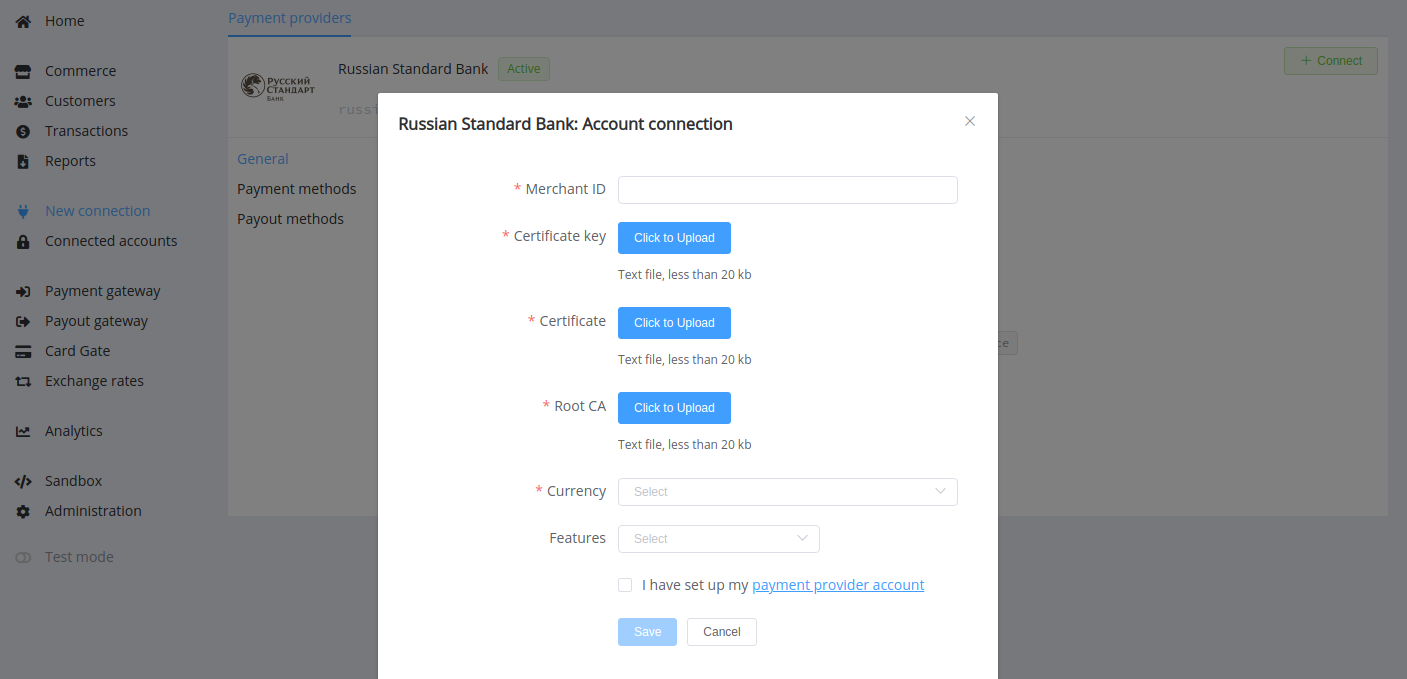 Home
Commerce
Customers
Transactions
Reports
New connection
Connected accounts
Payment gateway
Payout gateway
Card Gate
Exchange rates
Analytics
Sandbox
Administration
Test mode
Payment providers
РУССКИЙ
СТАНДАРТ
БАНК
Russian Standard Bank
Active
+ Connect
General
Payment methods
Payout methods
Russian Standard Bank: Account connection
* Merchant ID
* Certificate key
Click to Upload
Text file, less than 20 kb
* Certificate
Click to Upload
Text file, less than 20 kb
* Root CA
Click to Upload
Text file, less than 20 kb
* Currency
Select
Features
Select
I have set up my payment provider account
Save
Cancel